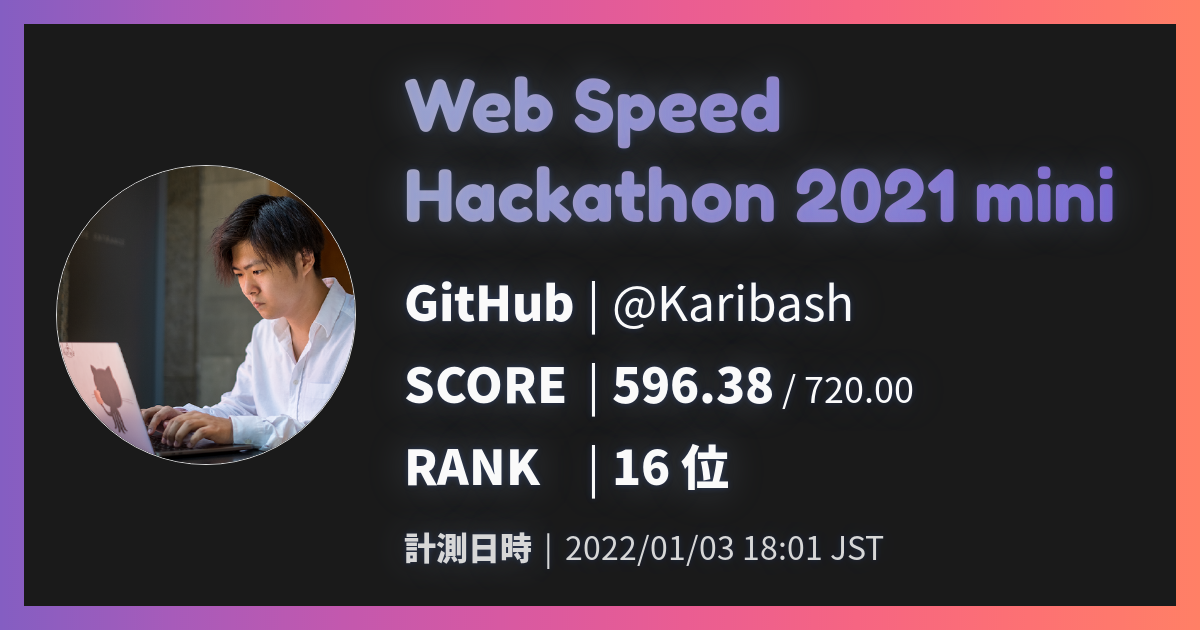 Web Speed
Hackathon 2021 mini
GitHub | @Karibash
SCORE | 596.38 / 720.00
RANK | 16 位
計測日時 | 2022/01/03 18:01 JST